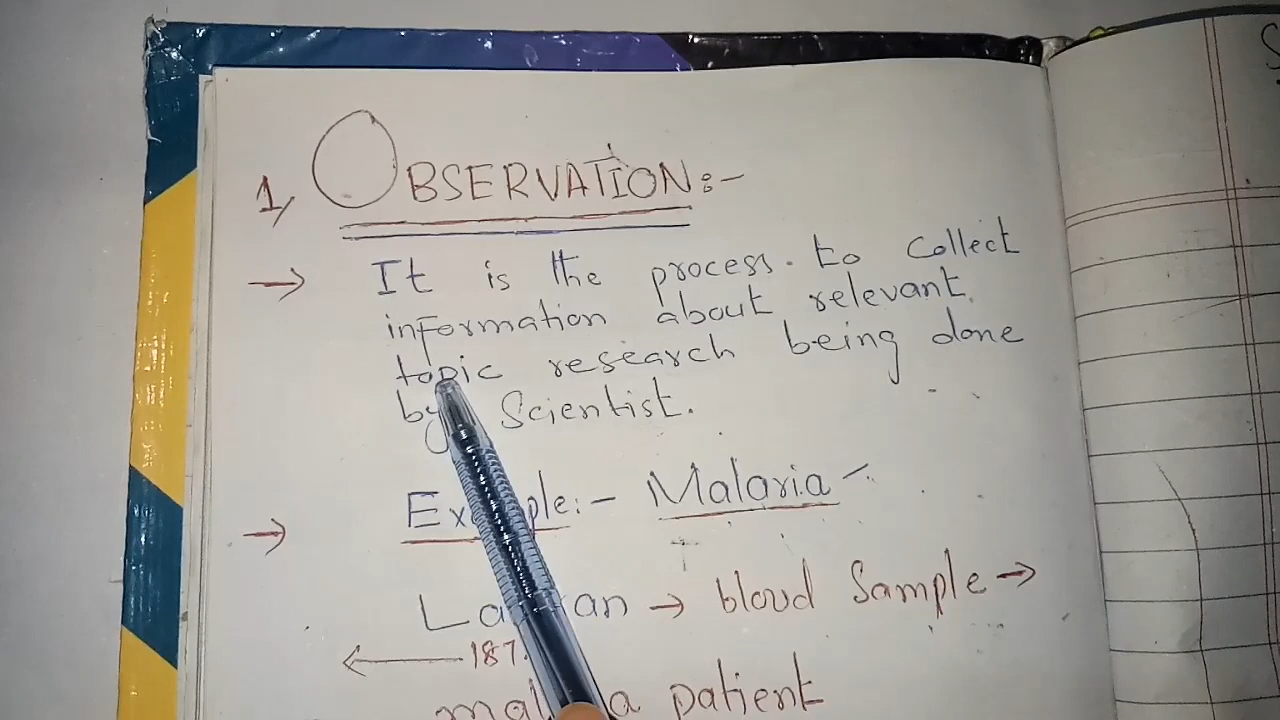 1, OBSERVATION:-
→ It is the process. to collect
information about relevant
topic research being done
by Scientist.
→ Example:- Malaria -:
→ blood Sample →
← 187
patient